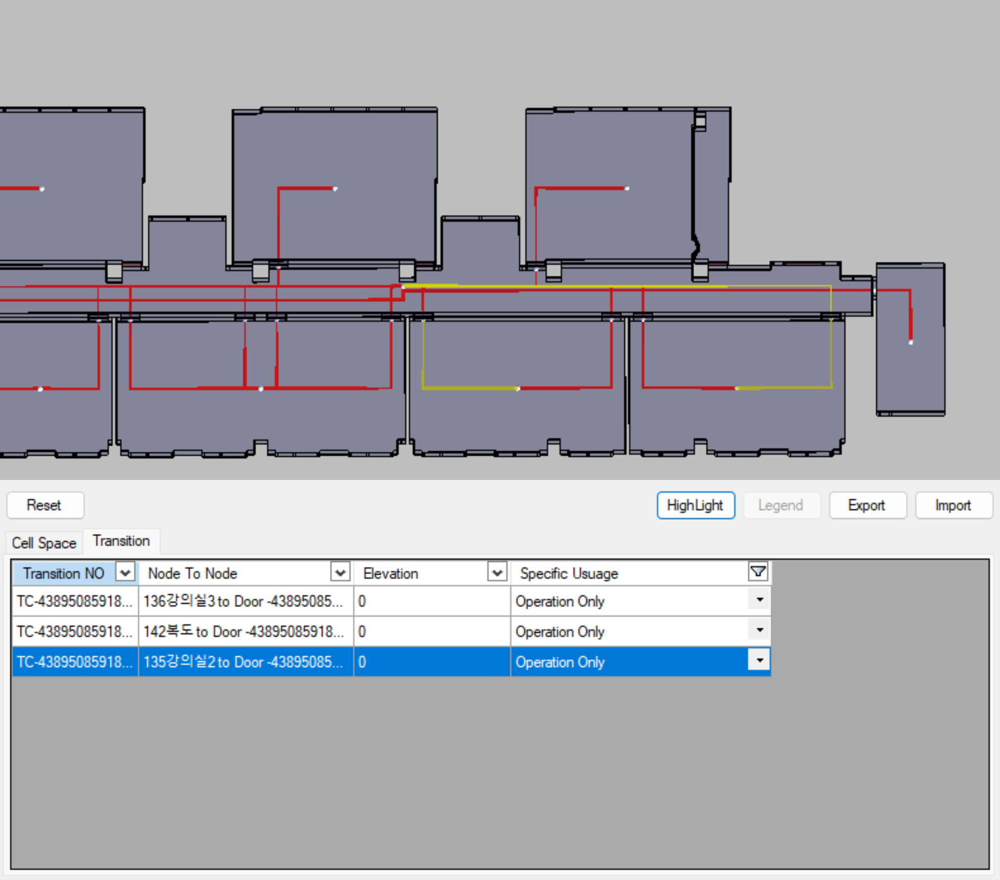 Reset HighLight Legend Export Import
Cell Space Transition
Transition NO Node To Node Elevation Specific Usuage
TC-43895085918... 136강의실3 to Door -43895085... 0 Operation Only
TC-43895085918... 142복도 to Door -43895085918... 0 Operation Only
TC-43895085918... 135강의실2 to Door -43895085... 0 Operation Only